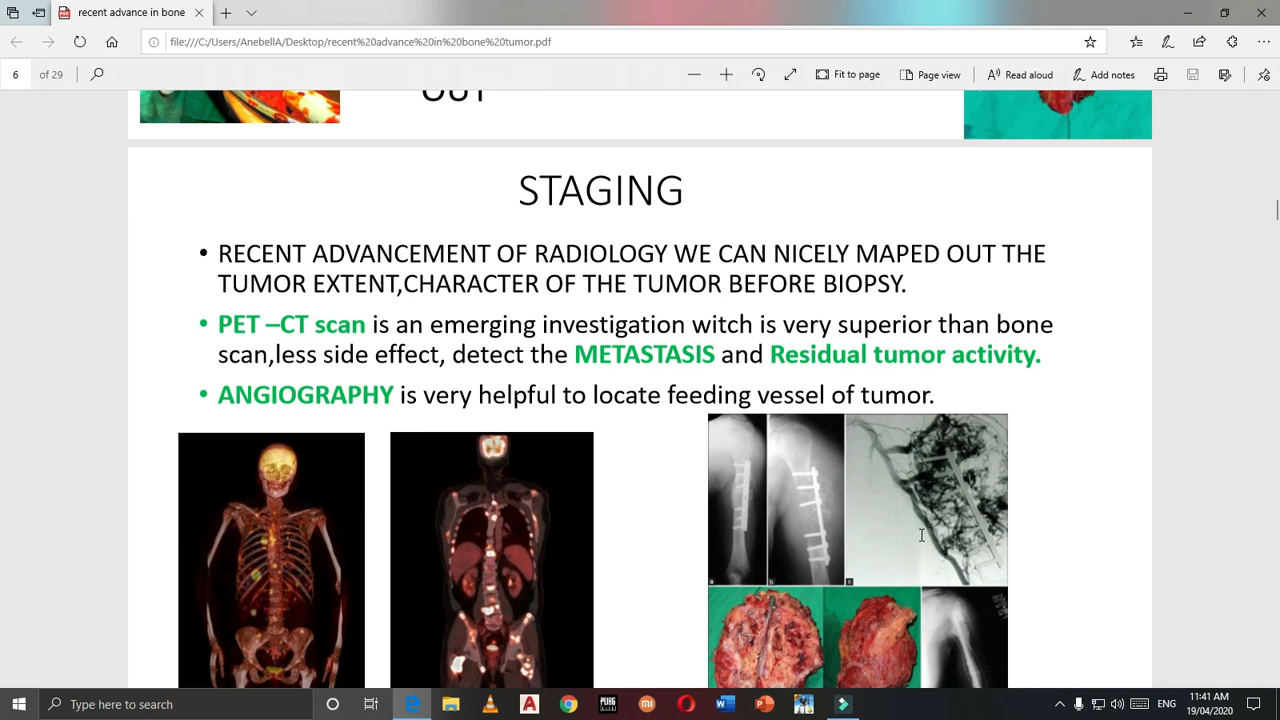 recent advance in bone
file:///C:/Users/AnebellA/Desktop/recent%20advance%20in%20bone%20tumor.pdf
6 of 29
Fit to page
Page view
Read aloud
Add notes
OUT
STAGING
• RECENT ADVANCEMENT OF RADIOLOGY WE CAN NICELY MAPED OUT THE
TUMOR EXTENT,CHARACTER OF THE TUMOR BEFORE BIOPSY.
• PET –CT scan is an emerging investigation witch is very superior than bone
scan,less side effect, detect the METASTASIS and Residual tumor activity.
• ANGIOGRAPHY is very helpful to locate feeding vessel of tumor.
a b c
Type here to search
ENG
11:41 AM
19/04/2020